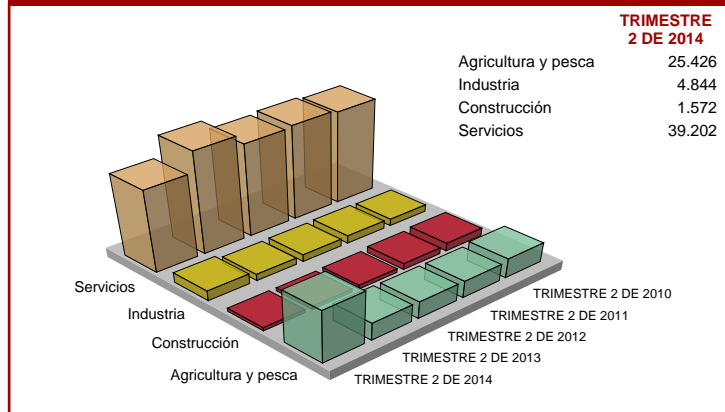 TRIMESTRE
2 DE 2014
Agricultura y pesca 25.426
Industria 4.844
Construcción 1.572
Servicios 39.202
Servicios
Industria
Construcción
Agricultura y pesca
TRIMESTRE 2 DE 2010
TRIMESTRE 2 DE 2011
TRIMESTRE 2 DE 2012
TRIMESTRE 2 DE 2013
TRIMESTRE 2 DE 2014